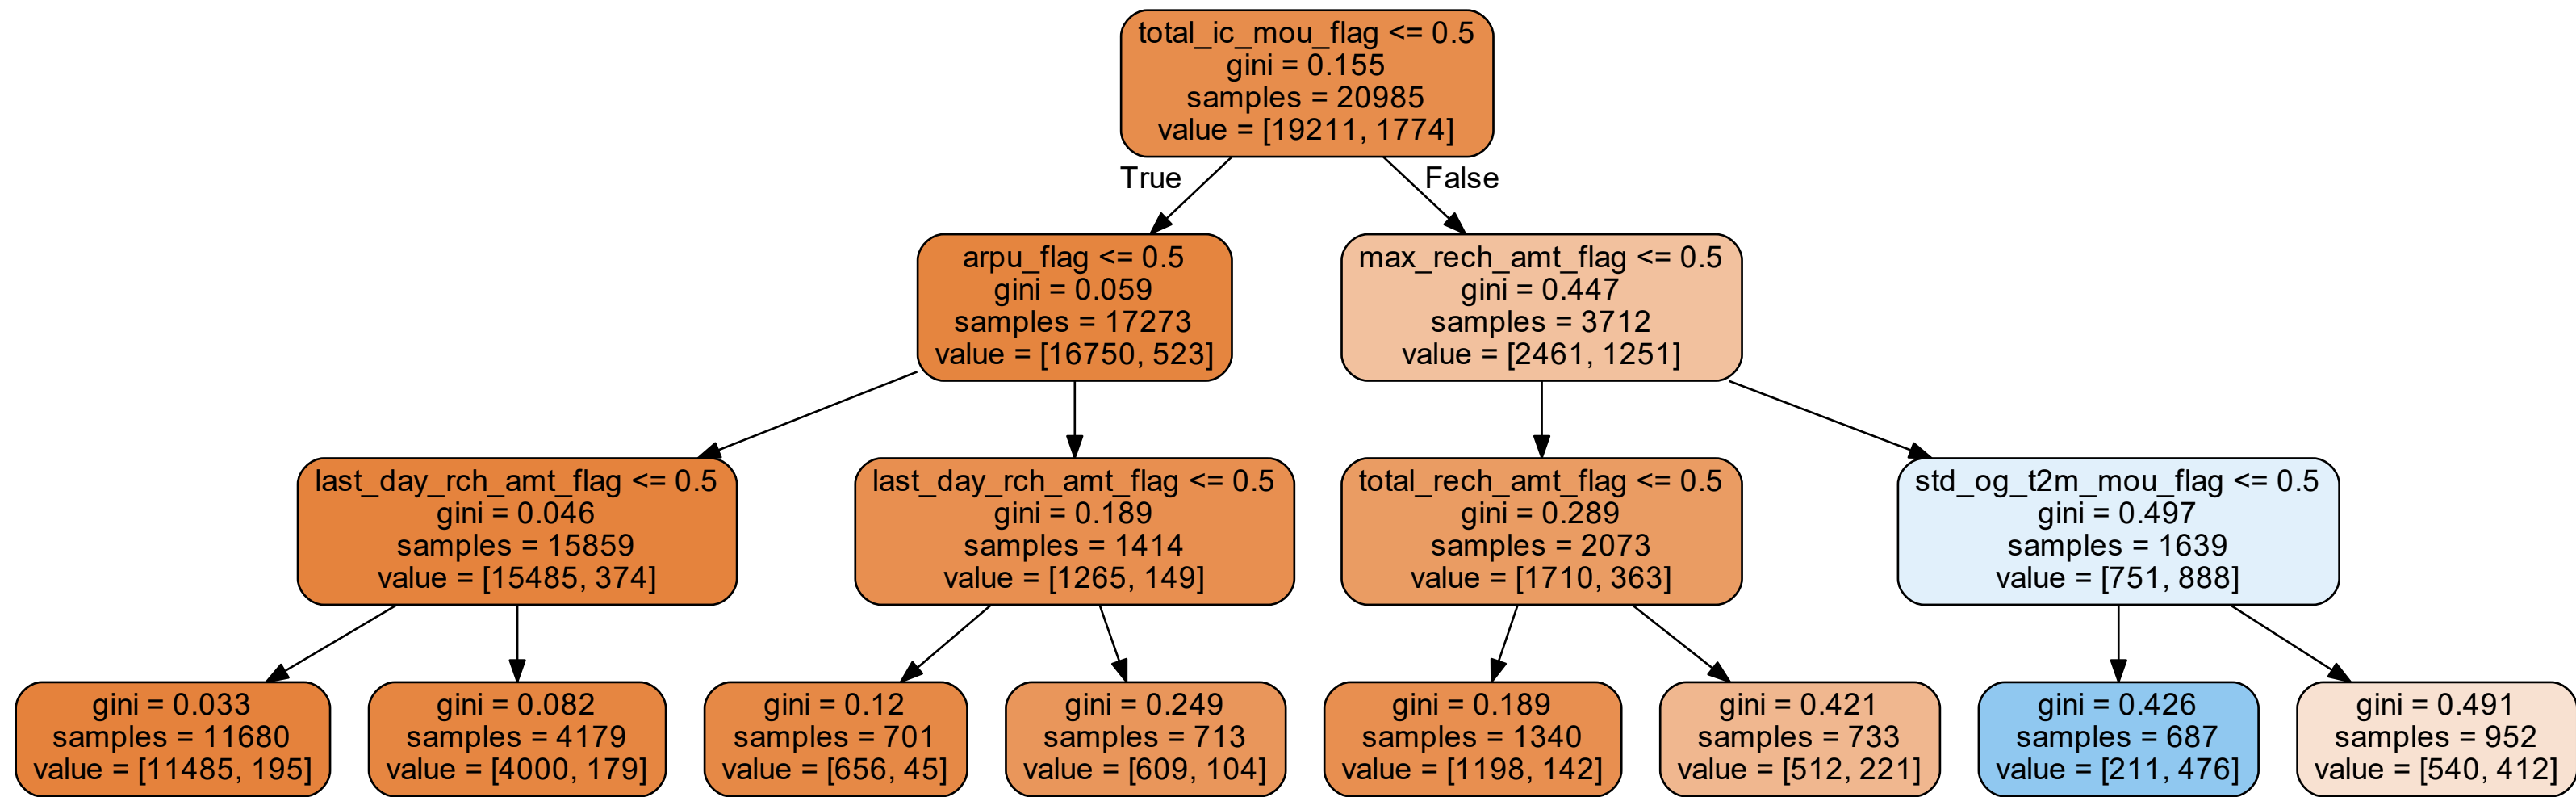 total_ic_mou_flag <= 0.5
gini = 0.155
samples = 20985
value = [19211, 1774]
True
False
arpu_flag <= 0.5
gini = 0.059
samples = 17273
value = [16750, 523]
max_rech_amt_flag <= 0.5
gini = 0.447
samples = 3712
value = [2461, 1251]
last_day_rch_amt_flag <= 0.5
gini = 0.046
samples = 15859
value = [15485, 374]
last_day_rch_amt_flag <= 0.5
gini = 0.189
samples = 1414
value = [1265, 149]
total_rech_amt_flag <= 0.5
gini = 0.289
samples = 2073
value = [1710, 363]
std_og_t2m_mou_flag <= 0.5
gini = 0.497
samples = 1639
value = [751, 888]
gini = 0.033
samples = 11680
value = [11485, 195]
gini = 0.082
samples = 4179
value = [4000, 179]
gini = 0.12
samples = 701
value = [656, 45]
gini = 0.249
samples = 713
value = [609, 104]
gini = 0.189
samples = 1340
value = [1198, 142]
gini = 0.421
samples = 733
value = [512, 221]
gini = 0.426
samples = 687
value = [211, 476]
gini = 0.491
samples = 952
value = [540, 412]